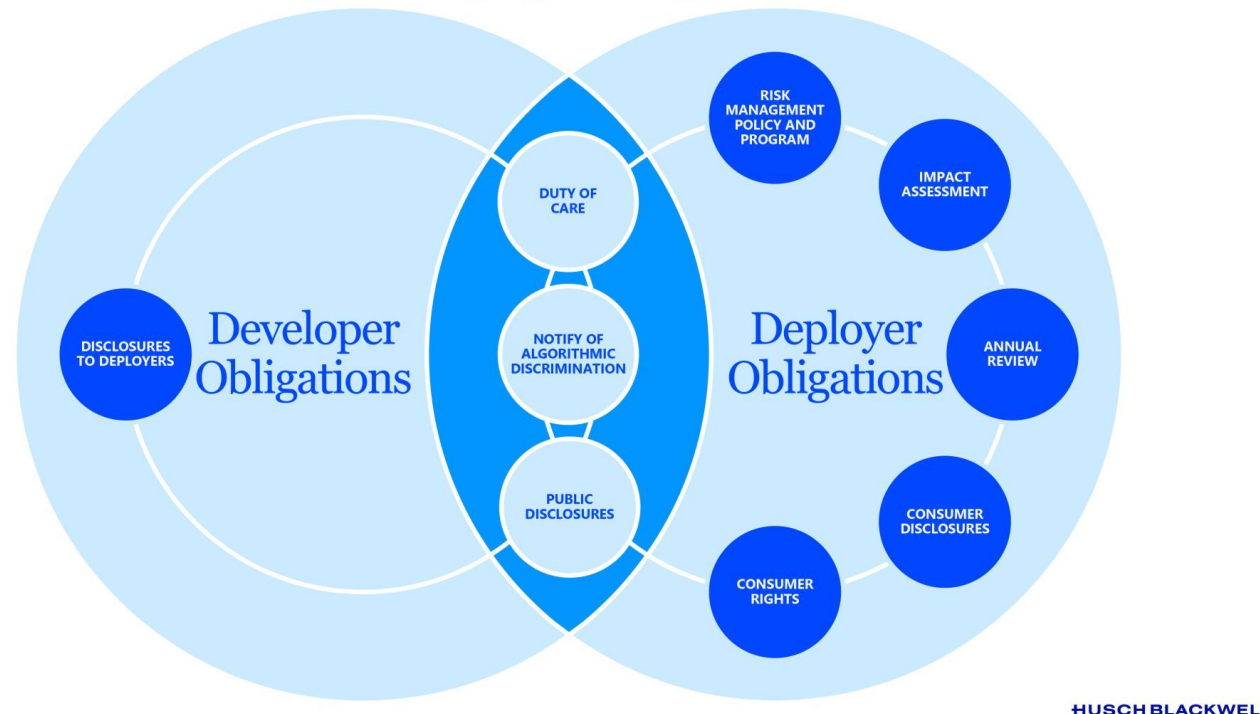 RISK
MANAGEMENT
POLICY AND
PROGRAM
IMPACT
ASSESSMENT
DUTY OF
CARE
Developer
Obligations
DISCLOSURES
TO DEPLOYERS
NOTIFY OF
ALGORITHMIC
DISCRIMINATION
Deployer
Obligations
ANNUAL
REVIEW
PUBLIC
DISCLOSURES
CONSUMER
DISCLOSURES
CONSUMER
RIGHTS
HUSCH BLACKWEL